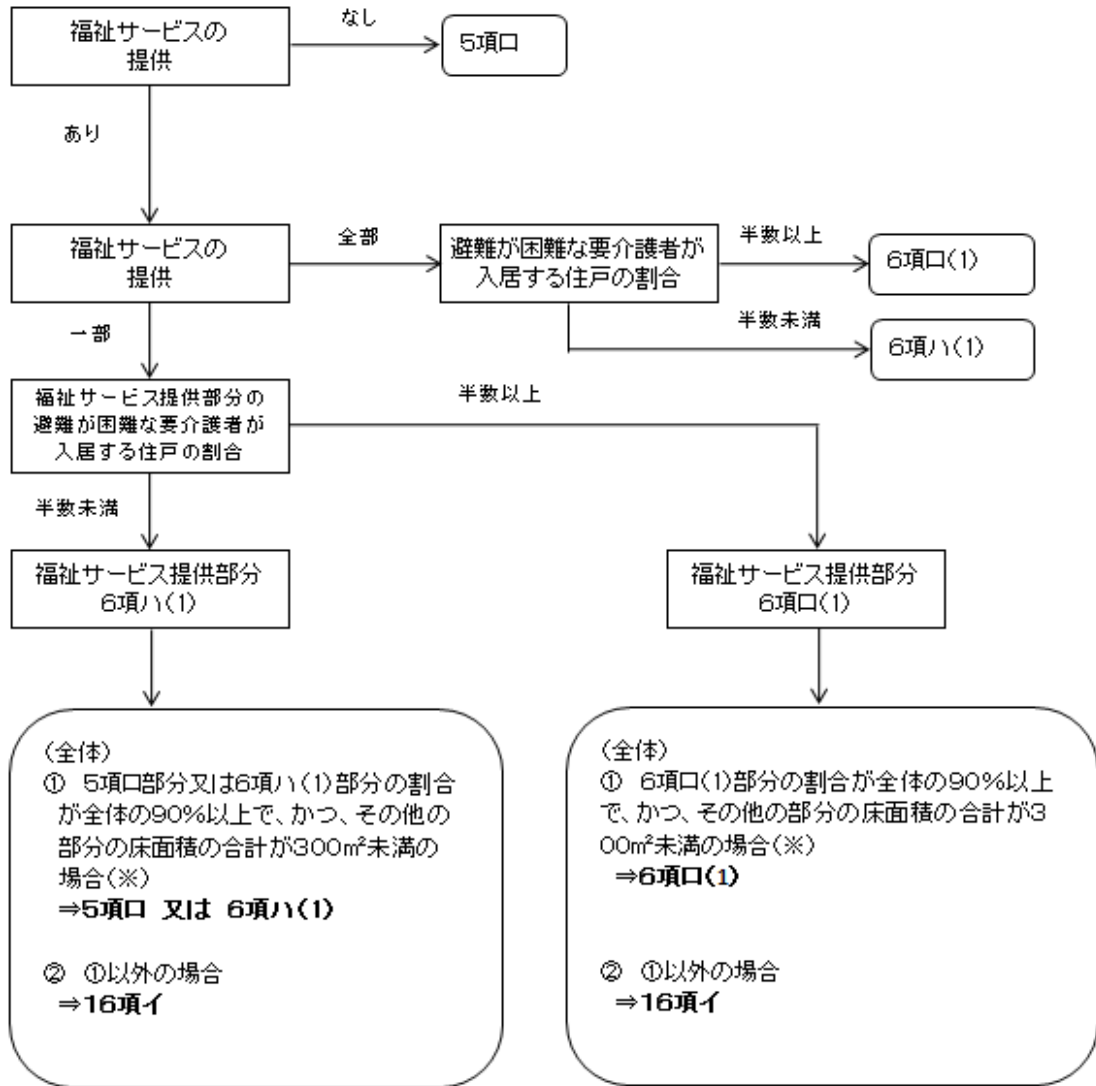 福祉サービスの
提供
なし
5項ロ
あり
福祉サービスの
提供
全部
避難が困難な要介護者が
入居する住戸の割合
半数以上
6項ロ(1)
半数未満
6項ハ(1)
一部
福祉サービス提供部分の
避難が困難な要介護者が
入居する住戸の割合
半数以上
半数未満
福祉サービス提供部分
6項ハ(1)
福祉サービス提供部分
6項ロ(1)
(全体)
① 5項ロ部分又は6項ハ(1)部分の割合
が全体の90%以上で、かつ、その他の
部分の床面積の合計が300㎡未満の
場合(※)
⇒5項ロ 又は 6項ハ(1)
② ①以外の場合
⇒16項イ
(全体)
① 6項ロ(1)部分の割合が全体の90%以上
で、かつ、その他の部分の床面積の合計が3
00㎡未満の場合(※)
⇒6項ロ(1)
② ①以外の場合
⇒16項イ